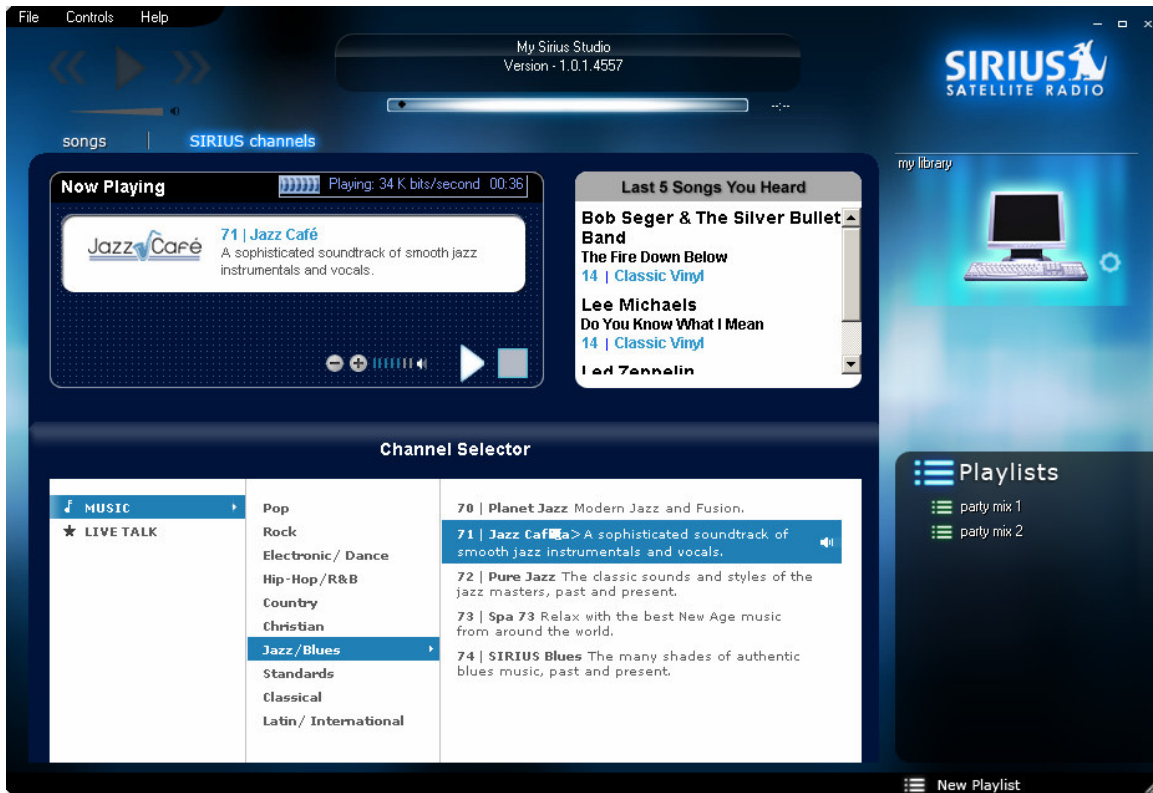 File Controls Help
My Sirius Studio
Version - 1.0.1.4557
--:--
SIRIUS
SATELLITE RADIO
songs | SIRIUS channels
my library
Now Playing
Playing: 34 K bits/second 00:36
Jazz Café
71 | Jazz Café
A sophisticated soundtrack of smooth jazz
instrumentals and vocals.
Last 5 Songs You Heard
Bob Seger & The Silver Bullet
Band
The Fire Down Below
14 | Classic Vinyl
Lee Michaels
Do You Know What I Mean
14 | Classic Vinyl
Led Zeppelin
Channel Selector
MUSIC
LIVE TALK
Pop
Rock
Electronic/ Dance
Hip-Hop/R&B
Country
Christian
Jazz/Blues
Standards
Classical
Latin/ International
70 | Planet Jazz Modern Jazz and Fusion.
71 | Jazz Caf a> A sophisticated soundtrack of
smooth jazz instrumentals and vocals.
72 | Pure Jazz The classic sounds and styles of the
jazz masters, past and present.
73 | Spa 73 Relax with the best New Age music
from around the world.
74 | SIRIUS Blues The many shades of authentic
blues music, past and present.
Playlists
party mix 1
party mix 2
New Playlist